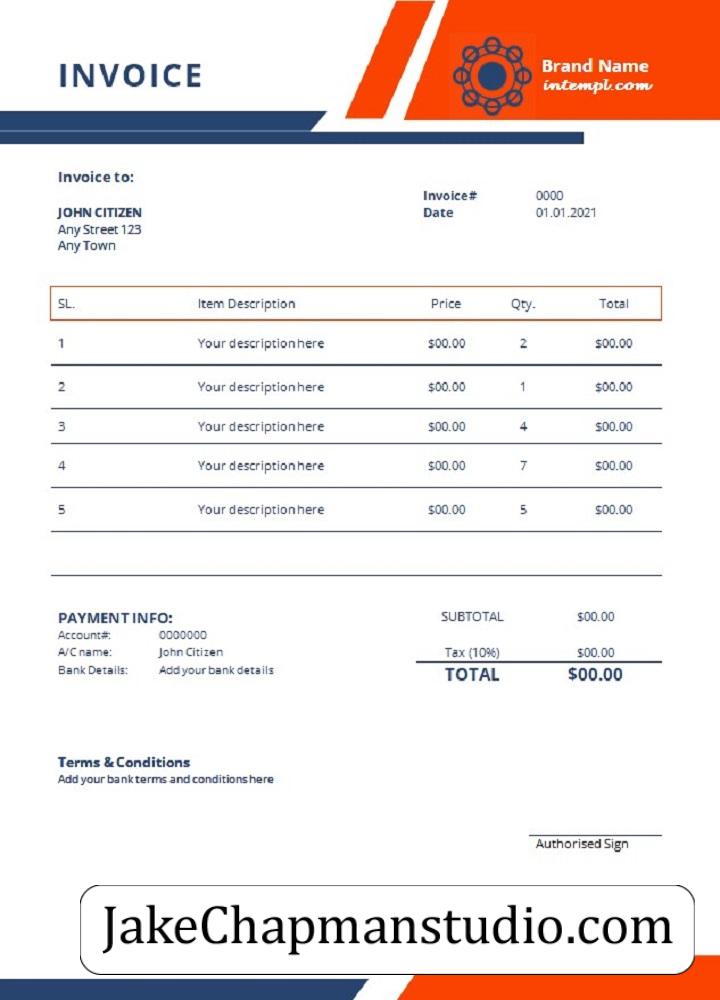 INVOICE
Brand Name
intempl.com
Invoice to:
JOHN CITIZEN
Any Street 123
Any Town
Invoice# 0000
Date 01.01.2021
SL. Item Description Price Qty. Total
1 Your description here $00.00 2 $00.00
2 Your description here $00.00 1 $00.00
3 Your description here $00.00 4 $00.00
4 Your description here $00.00 7 $00.00
5 Your description here $00.00 5 $00.00
PAYMENT INFO:
Account#: 0000000
A/C name: John Citizen
Bank Details: Add your bank details
SUBTOTAL $00.00
Tax (10%) $00.00
TOTAL $00.00
Terms & Conditions
Add your bank terms and conditions here
Authorised Sign
JakeChapmanstudio.com